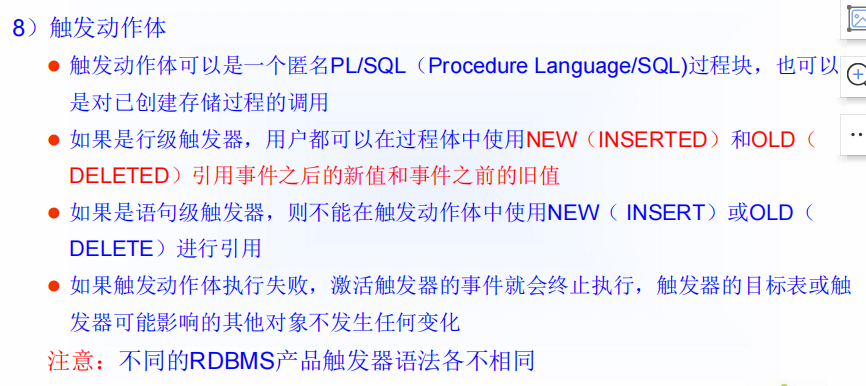 8）触发动作体
● 触发动作体可以是一个匿名PL/SQL（Procedure Language/SQL)过程块，也可以
是对已创建存储过程的调用
● 如果是行级触发器，用户都可以在过程体中使用NEW（INSERTED）和OLD（
DELETED）引用事件之后的新值和事件之前的旧值
● 如果是语句级触发器，则不能在触发动作体中使用NEW（ INSERT）或OLD（
DELETE）进行引用
● 如果触发动作体执行失败，激活触发器的事件就会终止执行，触发器的目标表或触
发器可能影响的其他对象不发生任何变化
注意：不同的RDBMS产品触发器语法各不相同